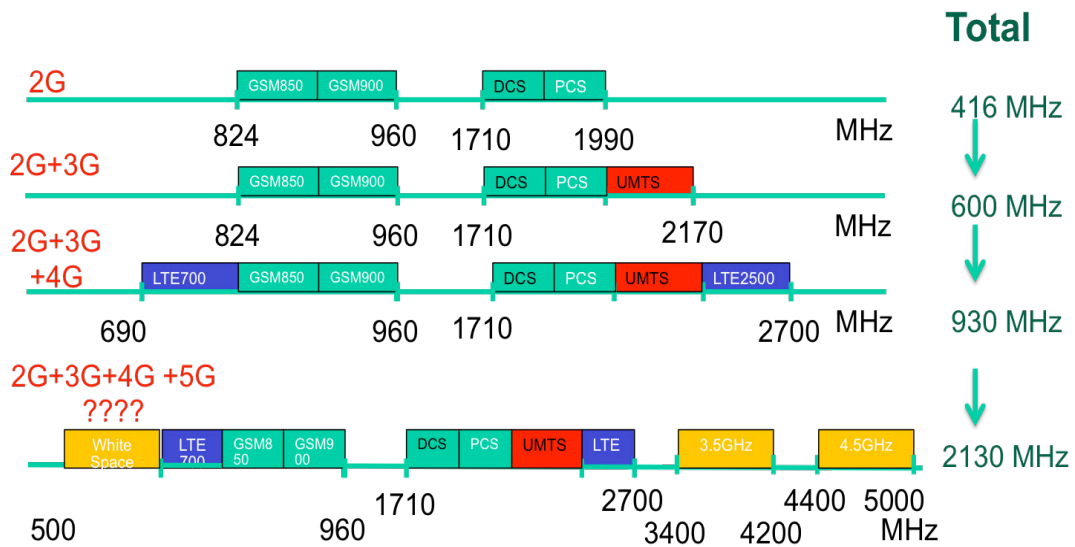 Total
2G
GSM850 GSM900 DCS PCS
416 MHz
824 960 1710 1990 MHz
2G+3G
GSM850 GSM900 DCS PCS UMTS
600 MHz
824 960 1710 2170 MHz
2G+3G
+4G
LTE700 GSM850 GSM900 DCS PCS UMTS LTE2500
690 960 1710 2700 MHz
930 MHz
2G+3G+4G +5G
????
White
Space
LTE
700
GSM8
50
GSM9
00
DCS PCS UMTS LTE 3.5GHz 4.5GHz
2130 MHz
500 960 1710 2700 3400 4200 4400 5000
MHz